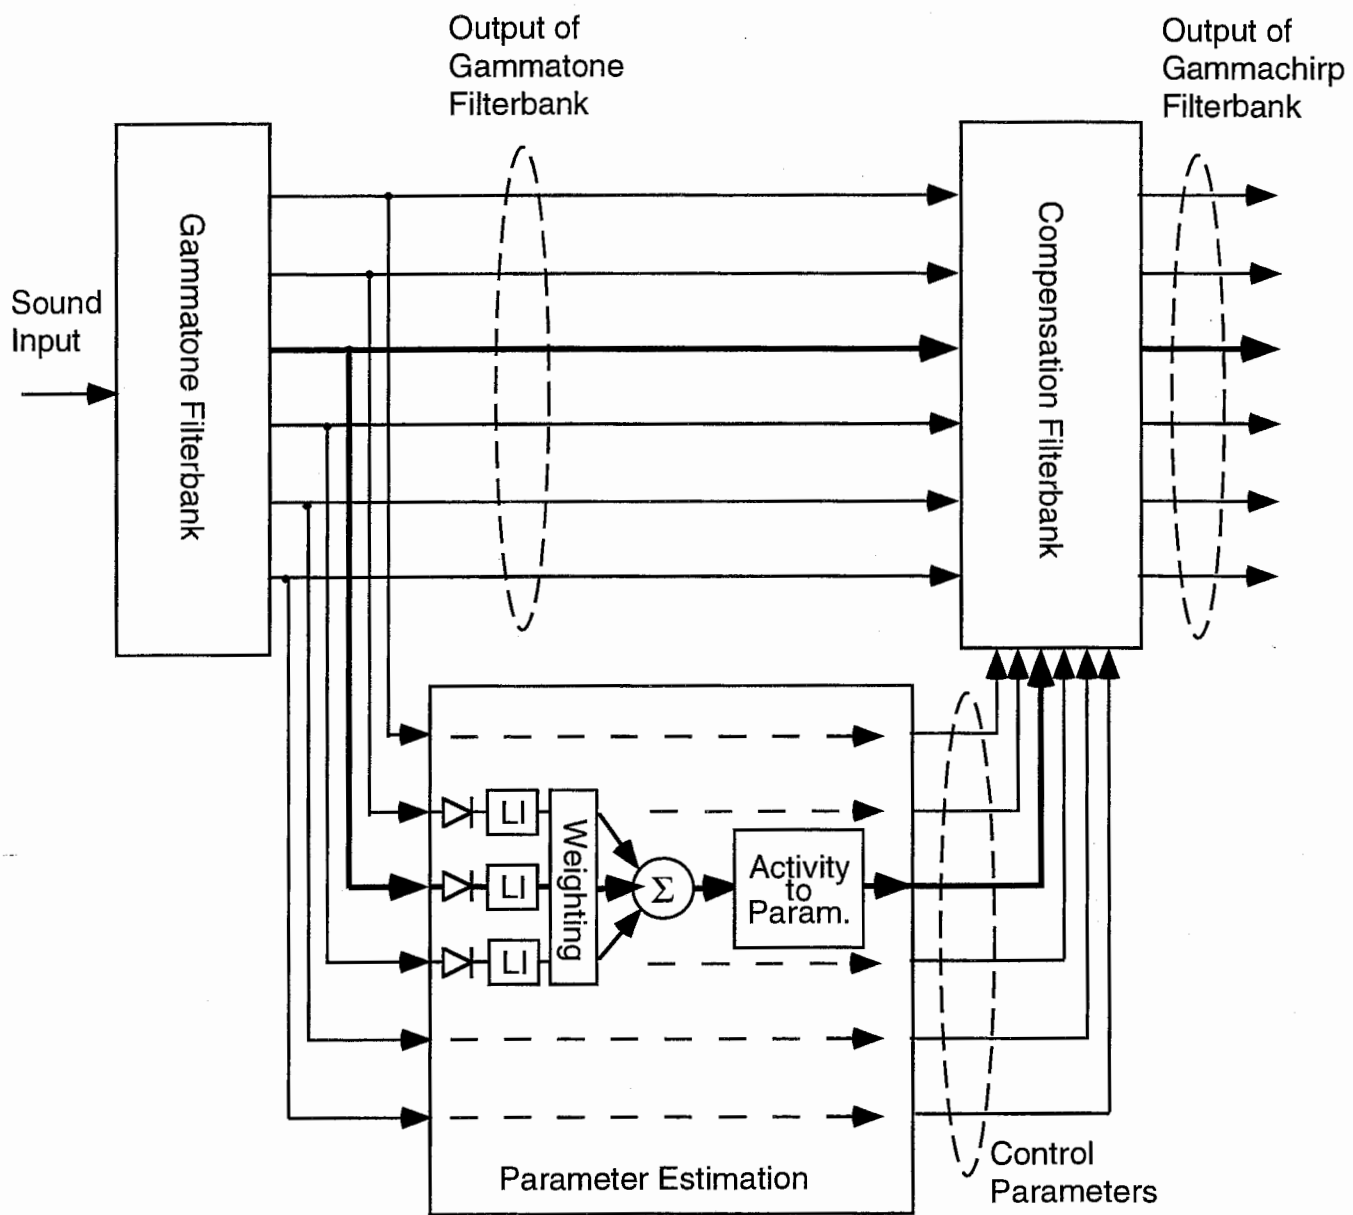 Output of
Gammatone
Filterbank
Output of
Gammachirp
Filterbank
Sound
Input
Gammatone Filterbank
Compensation Filterbank
LI
LI
LI
Weighting
Σ
Activity
to
Param.
Parameter Estimation
Control
Parameters